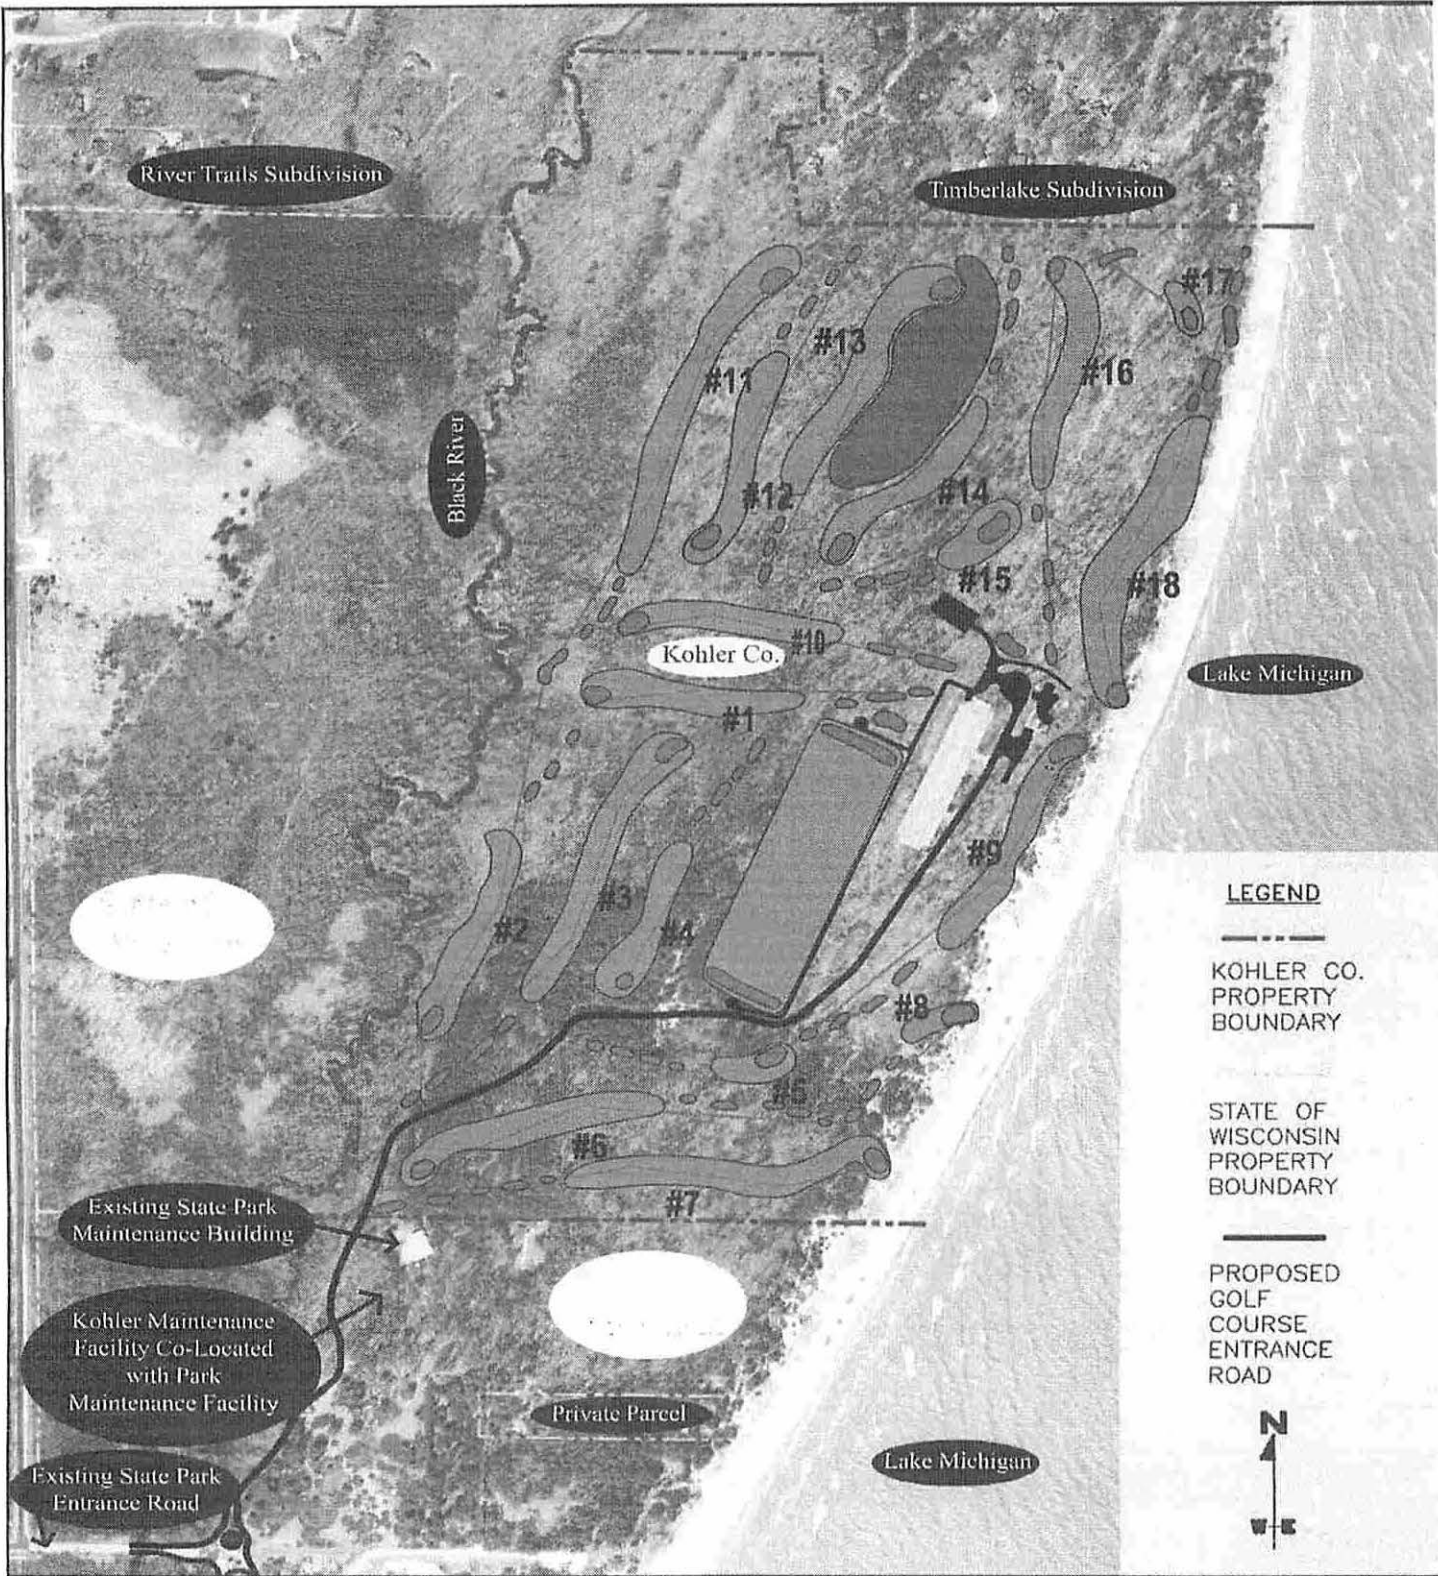 River Trails Subdivision
Timberlake Subdivision
#17
#13
#11
#16
Black River
#12
#14
#15
#18
Kohler Co.
#10
Lake Michigan
#1
#9
#3
#2
#4
#8
#5
#6
#7
LEGEND
KOHLER CO.
PROPERTY
BOUNDARY
STATE OF
WISCONSIN
PROPERTY
BOUNDARY
PROPOSED
GOLF
COURSE
ENTRANCE
ROAD
N
W E
Existing State Park
Maintenance Building
Kohler Maintenance
Facility Co-Located
with Park
Maintenance Facility
Private Parcel
Existing State Park
Entrance Road
Lake Michigan